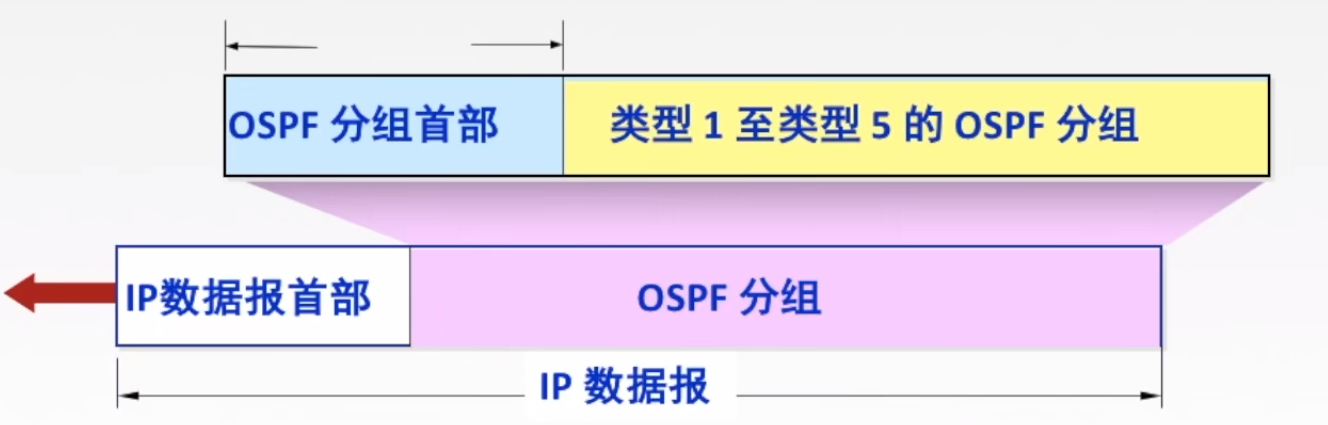 OSPF 分组首部
类型 1 至类型 5 的 OSPF 分组
IP数据报首部
OSPF 分组
IP 数据报